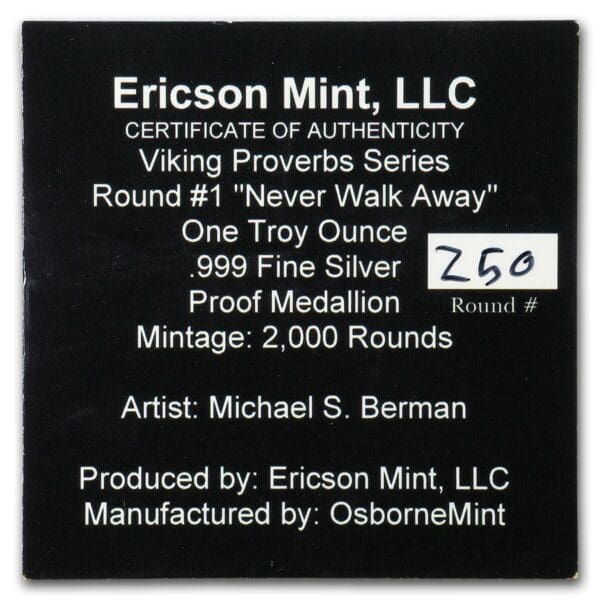 Ericson Mint, LLC
CERTIFICATE OF AUTHENTICITY
Viking Proverbs Series
Round #1 "Never Walk Away"
One Troy Ounce
.999 Fine Silver
250
Proof Medallion
Round #
Mintage: 2,000 Rounds
Artist: Michael S. Berman
Produced by: Ericson Mint, LLC
Manufactured by: OsborneMint